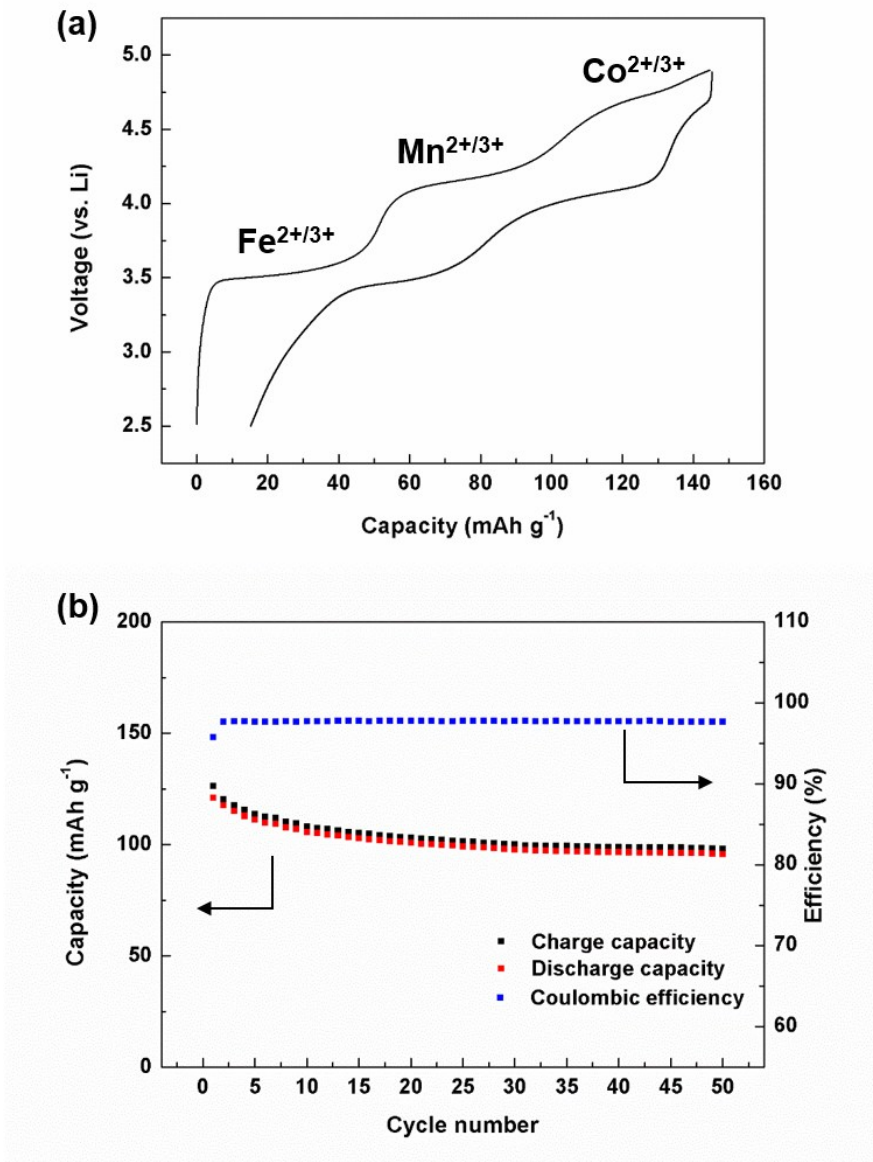 (a)
5.0
4.5
4.0
3.5
3.0
2.5
Voltage (vs. Li)
Fe²⁺/³⁺
Mn²⁺/³⁺
Co²⁺/³⁺
0 20 40 60 80 100 120 140 160
Capacity (mAh g⁻¹)
(b)
200
150
100
50
0
Capacity (mAh g⁻¹)
110
100
90
80
70
60
Efficiency (%)
Charge capacity
Discharge capacity
Coulombic efficiency
0 5 10 15 20 25 30 35 40 45 50
Cycle number